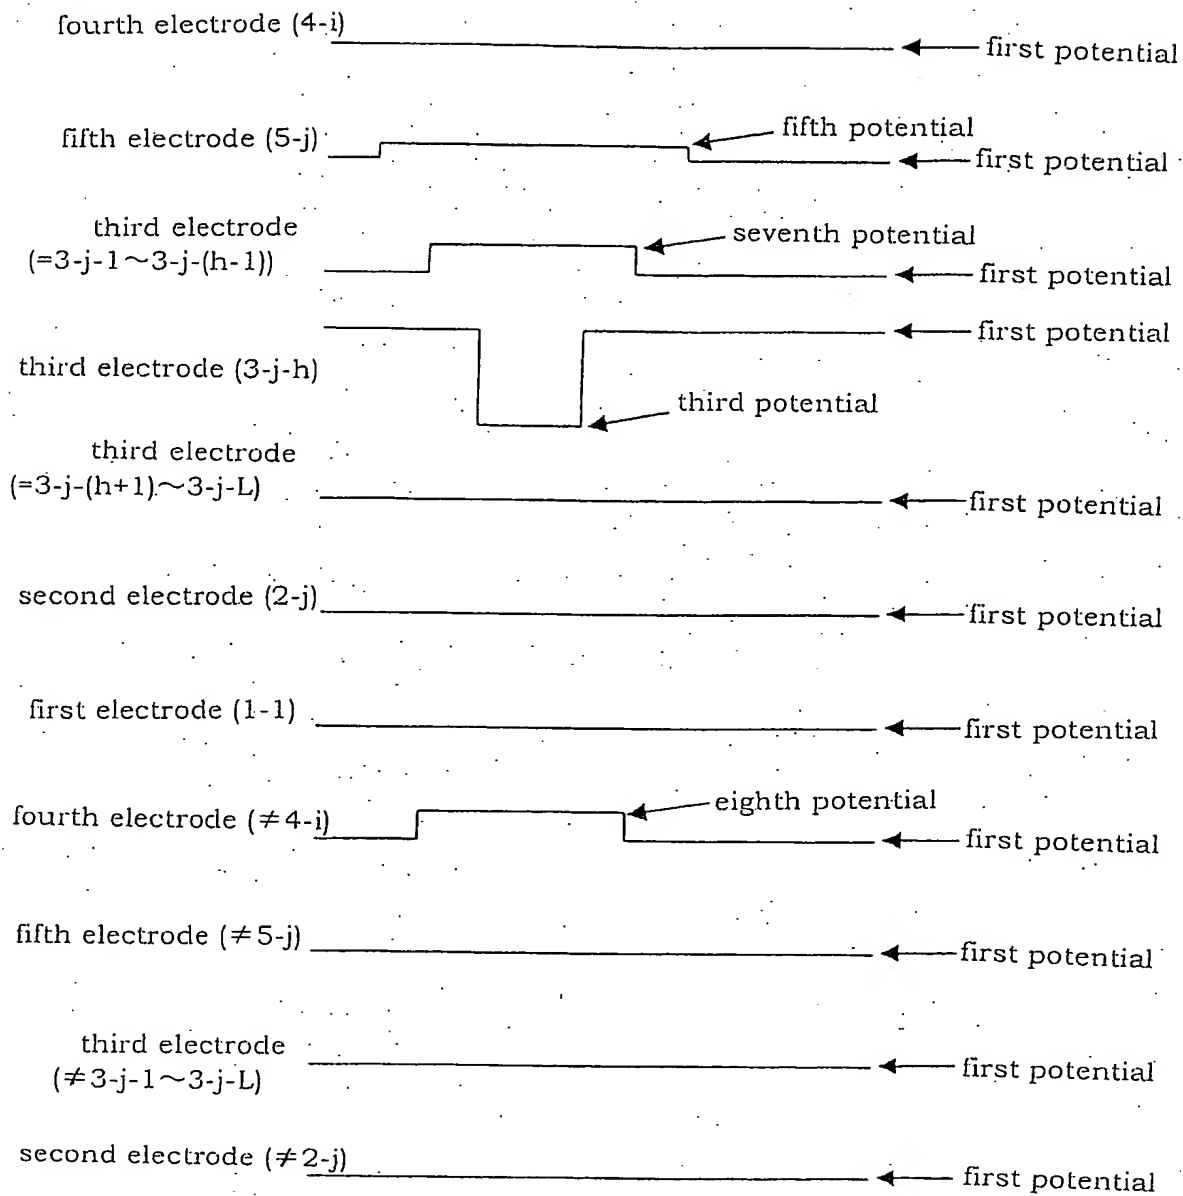 fourth electrode (4-i)
first potential
fifth electrode (5-j)
fifth potential
first potential
third electrode
(=3-j-1∼3-j-(h-1))
seventh potential
first potential
first potential
third electrode (3-j-h)
third potential
third electrode
(=3-j-(h+1)∼3-j-L)
first potential
second electrode (2-j)
first potential
first electrode (1-1)
first potential
fourth electrode (≠4-i)
eighth potential
first potential
fifth electrode (≠5-j)
first potential
third electrode
(≠3-j-1∼3-j-L)
first potential
second electrode (≠2-j)
first potential